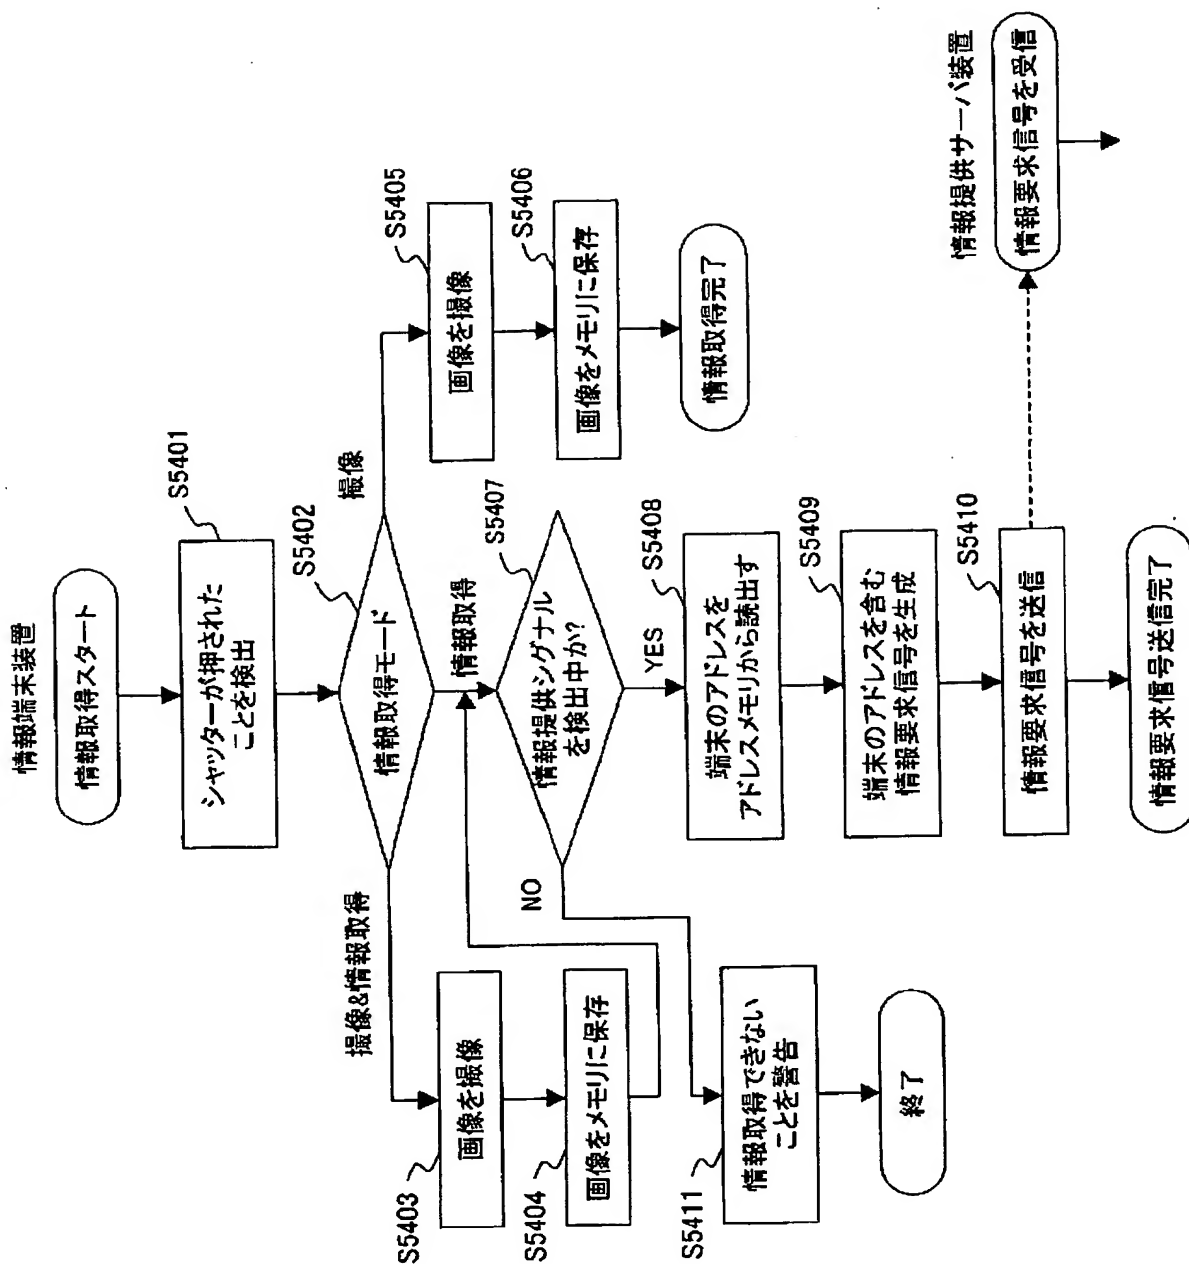 情報端末装置
情報取得スタート
S5401
シャッターが押された
ことを検出
S5402
情報取得モード
撮像&情報取得
情報取得
撮像
S5403
画像を撮像
S5404
画像をメモリに保存
S5405
画像を撮像
S5406
画像をメモリに保存
情報取得完了
S5407
情報提供シグナル
を検出中か?
NO
YES
S5411
情報取得できない
ことを警告
終了
S5408
端末のアドレスを
アドレスメモリから読出す
S5409
端末のアドレスを含む
情報要求信号を生成
S5410
情報要求信号を送信
情報要求信号送信完了
情報提供サーバ装置
情報要求信号を受信